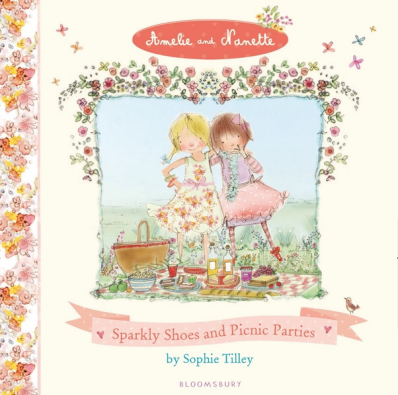 Amelie and Nanette
Sparkly Shoes and Picnic Parties
by Sophie Tilley
BLOOMSBURY